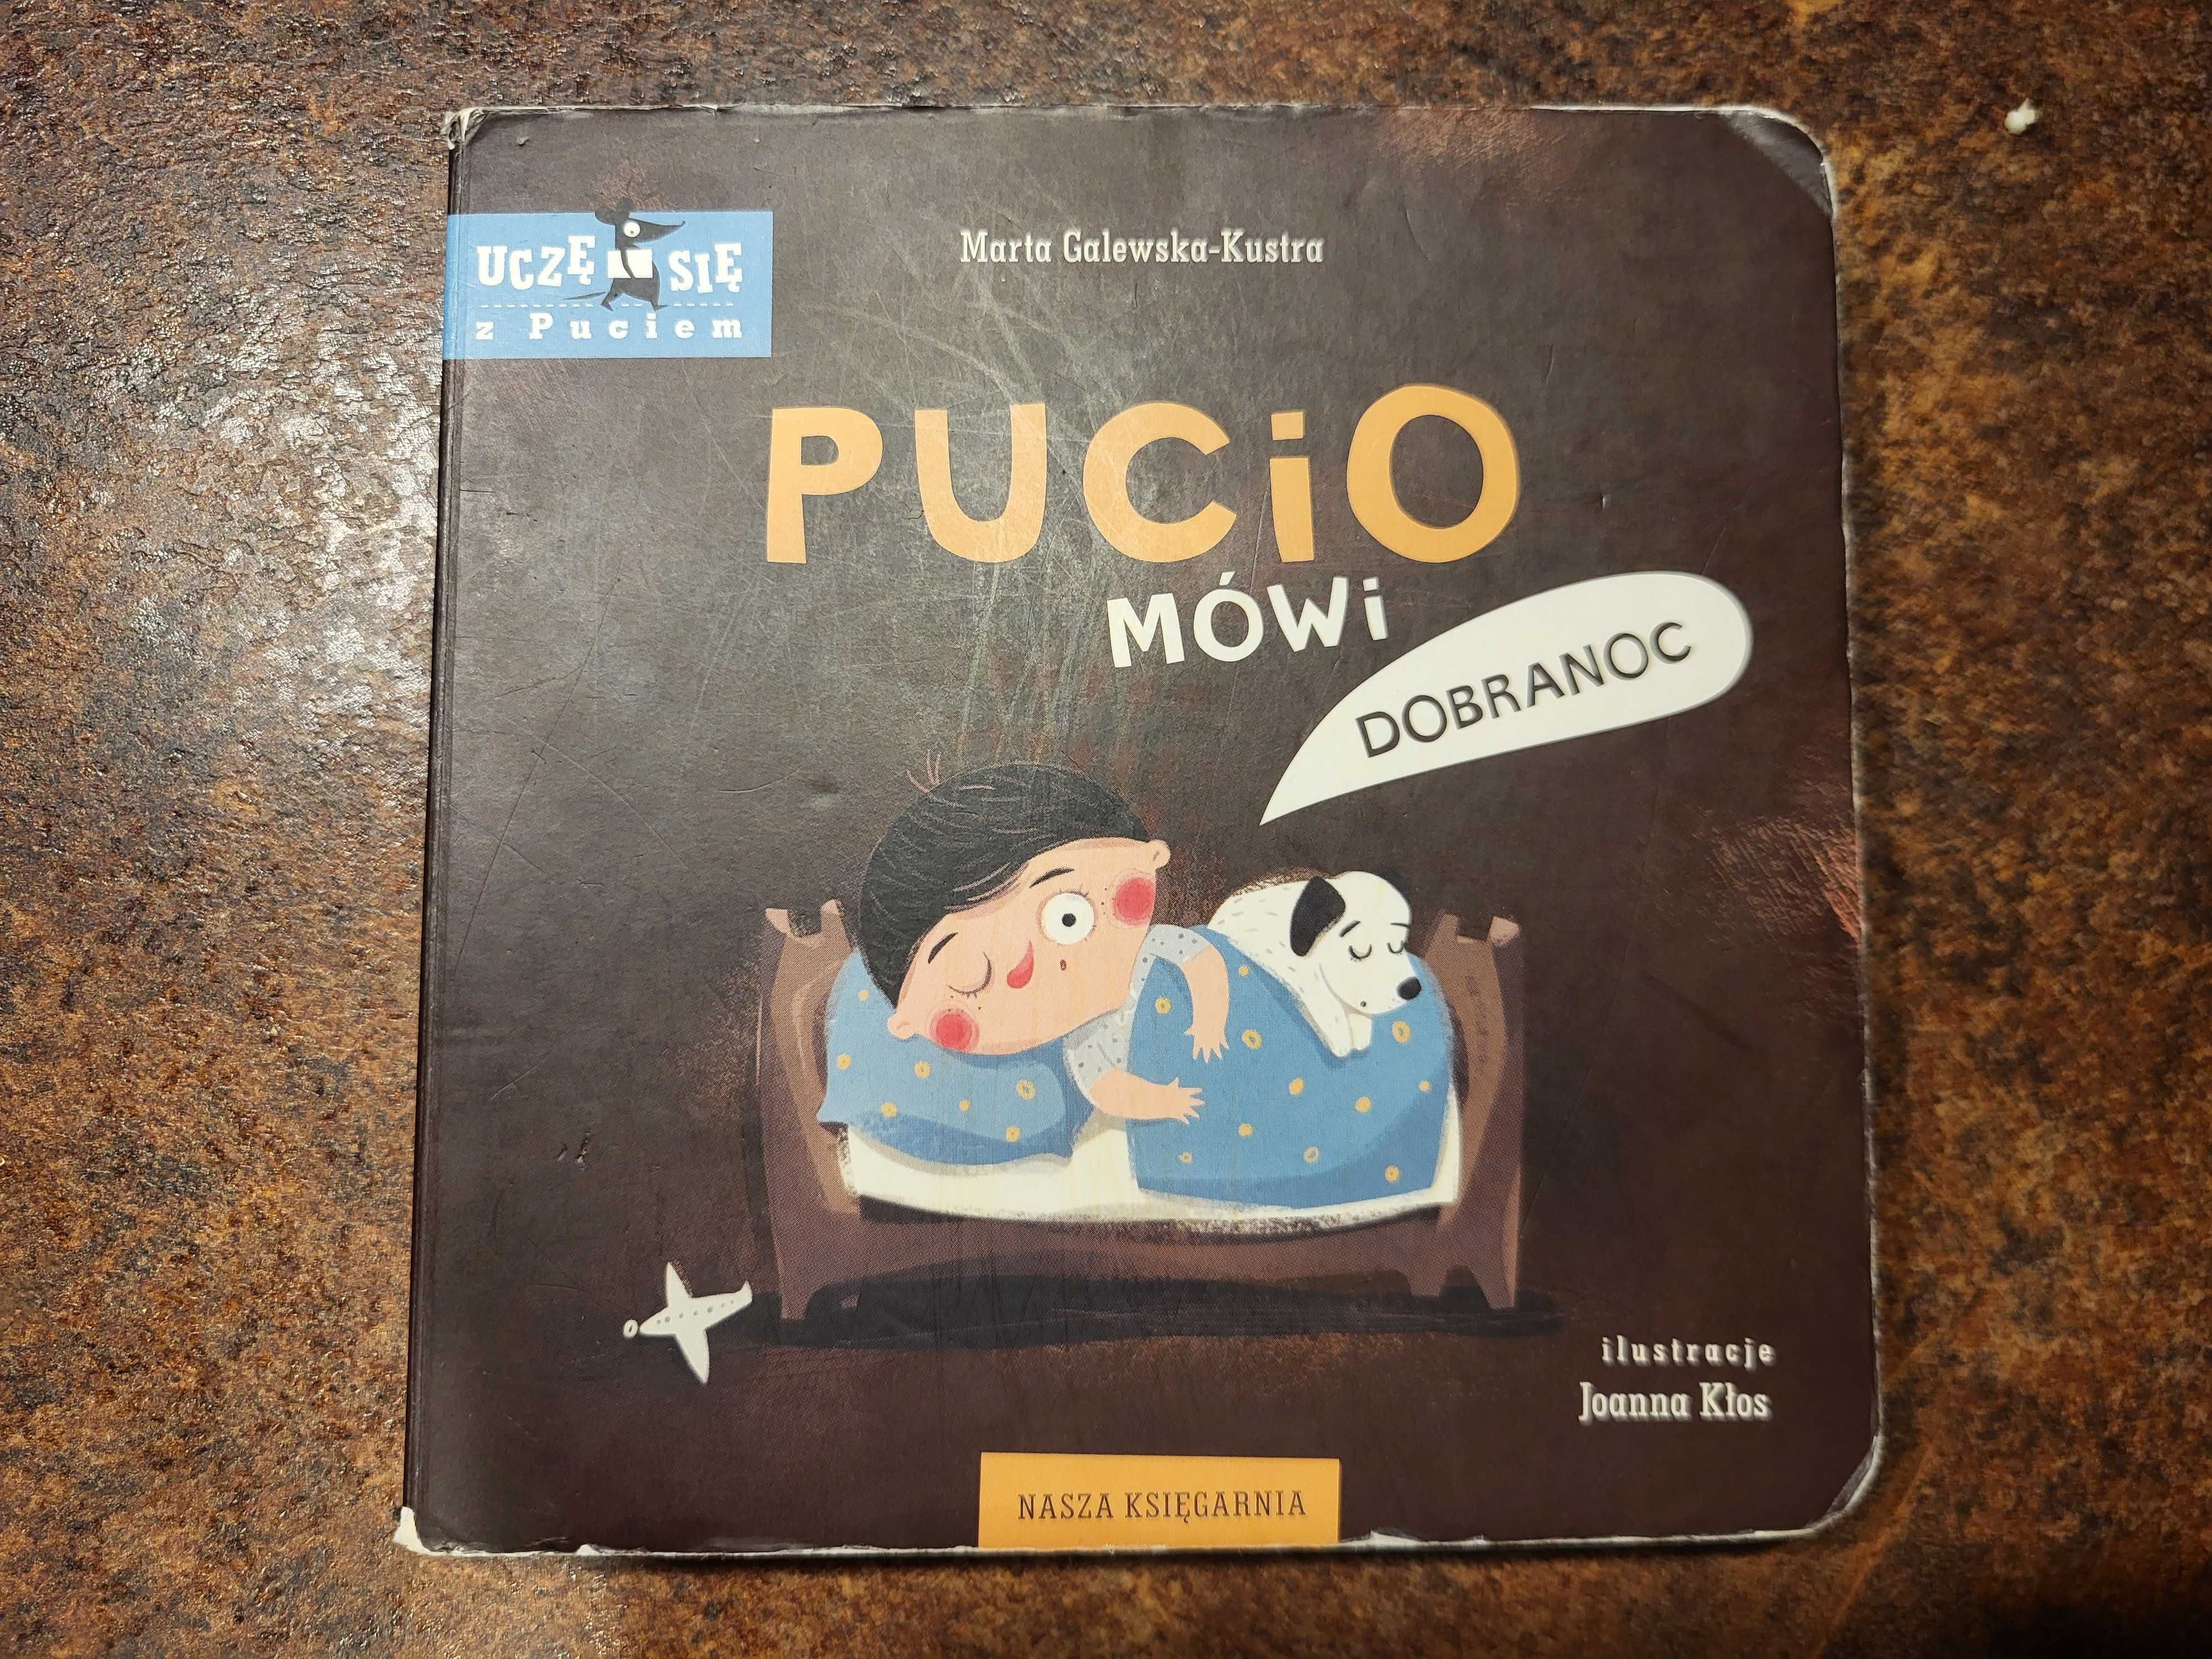 UCZĘ SIĘ
z Puciem
Marta Galewska-Kustra
PUCiO
MÓWi
DOBRANOC
ilustracje
Joanna Kłos
NASZA KSIĘGARNIA